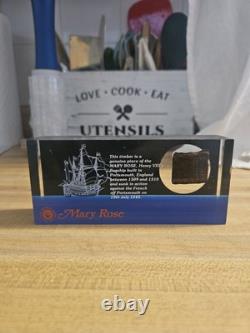 LOVE • COOK • EAT
UTENSILS
This timber is a
genuine piece of the
MARY ROSE, Henry VIII's
flagship built in
Portsmouth, England
between 1509 and 1510
and sunk in action
against the French
off Portsmouth on
19th July 1545
Mary Rose